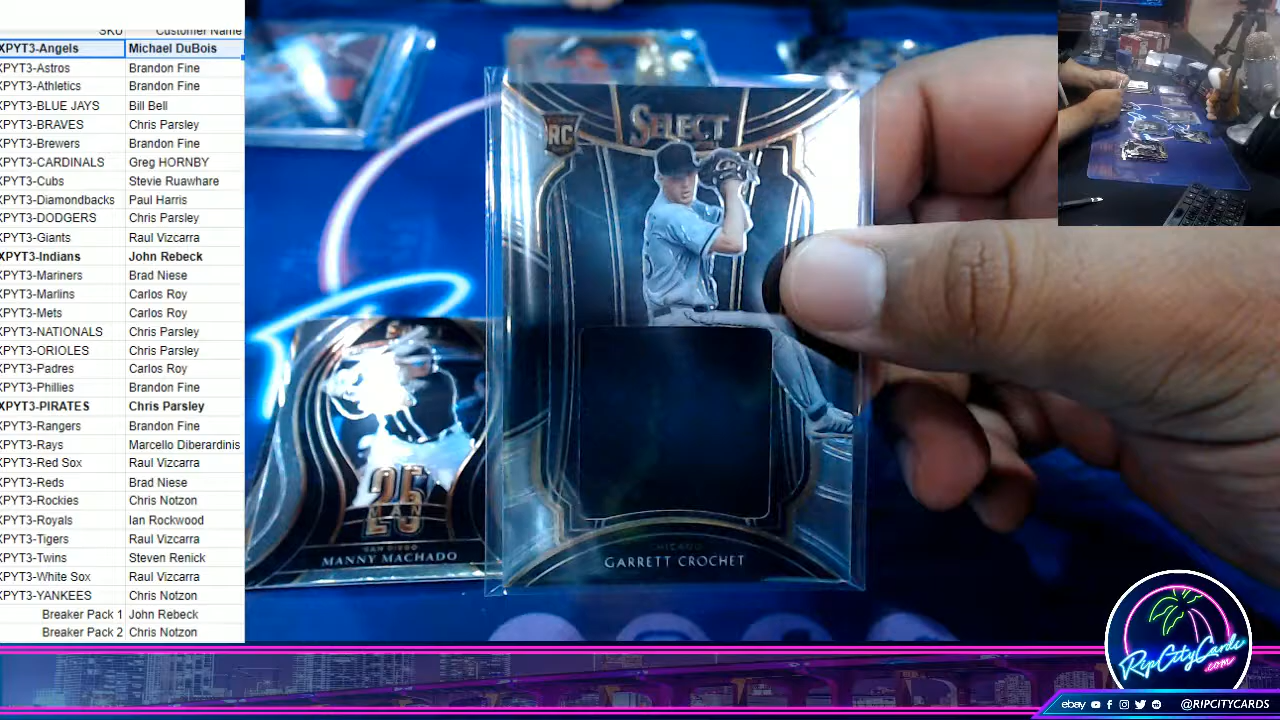 SKU Customer Name
XPYT3-Angels Michael DuBois
XPYT3-Astros Brandon Fine
XPYT3-Athletics Brandon Fine
XPYT3-BLUE JAYS Bill Bell
XPYT3-BRAVES Chris Parsley
XPYT3-Brewers Brandon Fine
XPYT3-CARDINALS Greg HORNBY
XPYT3-Cubs Stevie Ruawhare
XPYT3-Diamondbacks Paul Harris
XPYT3-DODGERS Chris Parsley
XPYT3-Giants Raul Vizcarra
XPYT3-Indians John Rebeck
XPYT3-Mariners Brad Niese
XPYT3-Marlins Carlos Roy
XPYT3-Mets Carlos Roy
XPYT3-NATIONALS Chris Parsley
XPYT3-ORIOLES Chris Parsley
XPYT3-Padres Carlos Roy
XPYT3-Phillies Brandon Fine
XPYT3-PIRATES Chris Parsley
XPYT3-Rangers Brandon Fine
XPYT3-Rays Marcello Diberardinis
XPYT3-Red Sox Raul Vizcarra
XPYT3-Reds Brad Niese
XPYT3-Rockies Chris Notzon
XPYT3-Royals Ian Rockwood
XPYT3-Tigers Raul Vizcarra
XPYT3-Twins Steven Renick
XPYT3-White Sox Raul Vizcarra
XPYT3-YANKEES Chris Notzon
Breaker Pack 1 John Rebeck
Breaker Pack 2 Chris Notzon
RC
SELECT
CHICAGO
GARRETT CROCHET
25
MAN
SAN DIEGO
MANNY MACHADO
RipCityCards
.com
ebay @RIPCITYCARDS